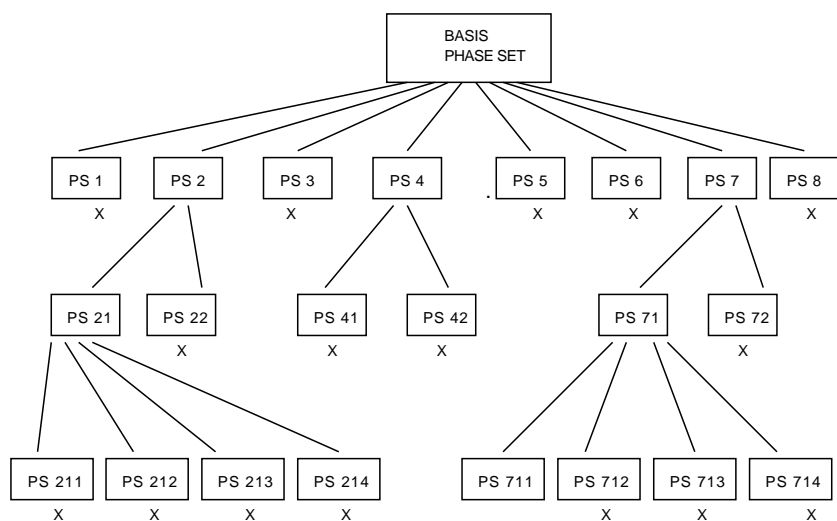 BASIS
PHASE SET
PS 1 PS 2 PS 3 PS 4 PS 5 PS 6 PS 7 PS 8
X X . X X X
PS 21 PS 22 PS 41 PS 42 PS 71 PS 72
X X X X
PS 211 PS 212 PS 213 PS 214 PS 711 PS 712 PS 713 PS 714
X X X X X X X